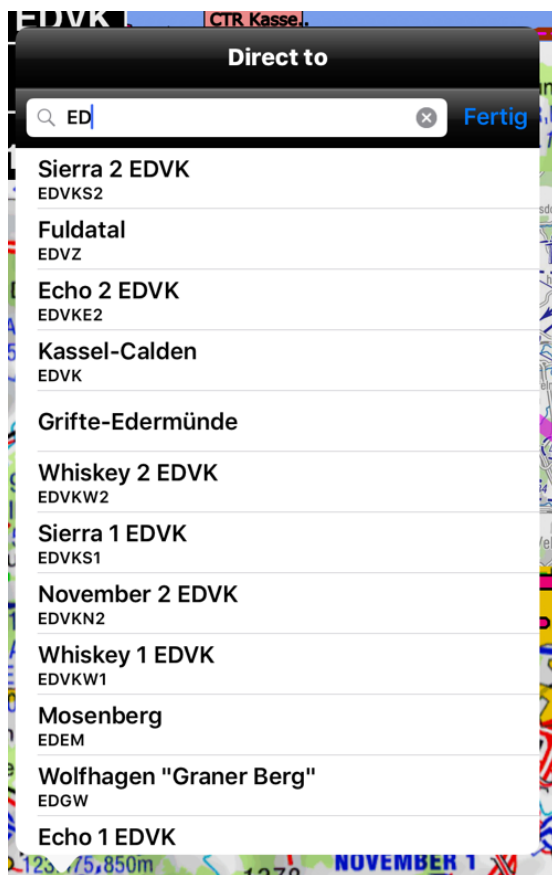 EDVK
CTR Kasse..
Direct to
ED
Fertig
Sierra 2 EDVK
EDVKS2
Fuldatal
EDVZ
Echo 2 EDVK
EDVKE2
Kassel-Calden
EDVK
Grifte-Edermünde
Whiskey 2 EDVK
EDVKW2
Sierra 1 EDVK
EDVKS1
November 2 EDVK
EDVKN2
Whiskey 1 EDVK
EDVKW1
Mosenberg
EDEM
Wolfhagen "Graner Berg"
EDGW
Echo 1 EDVK
NOVEMBER 1